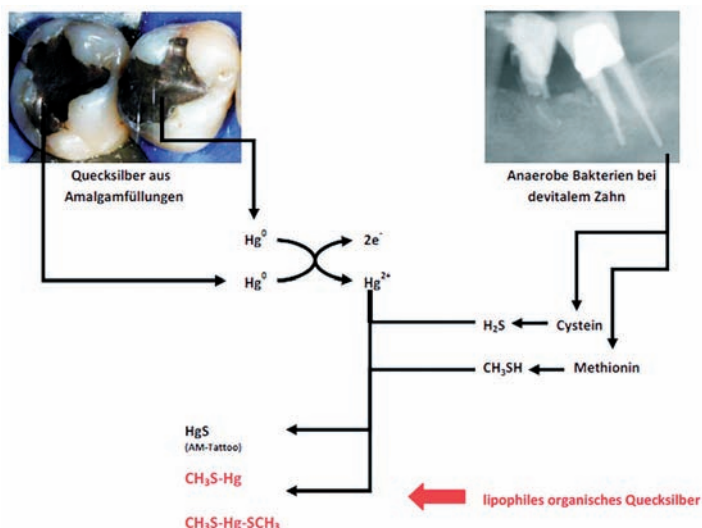 Quecksilber aus
Amalgamfüllungen
Anaerobe Bakterien bei
devitalem Zahn
Hg⁰ 2e⁻
Hg⁰ Hg²⁺
H₂S Cystein
CH₃SH Methionin
HgS
(AM-Tattoo)
CH₃S-Hg
lipophiles organisches Quecksilber
CH₃S-Hg-SCH₃